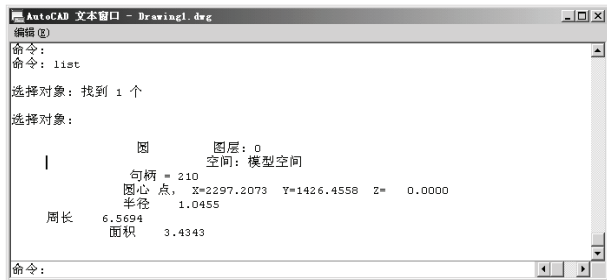 AutoCAD 文本窗口 - Drawing1.dwg
编辑(E)
命令:
命令: list
选择对象: 找到 1 个
选择对象:
圆 图层: 0
空间: 模型空间
句柄 = 210
圆心 点, X=2297.2073 Y=1426.4558 Z= 0.0000
半径 1.0455
周长 6.5694
面积 3.4343
命令: